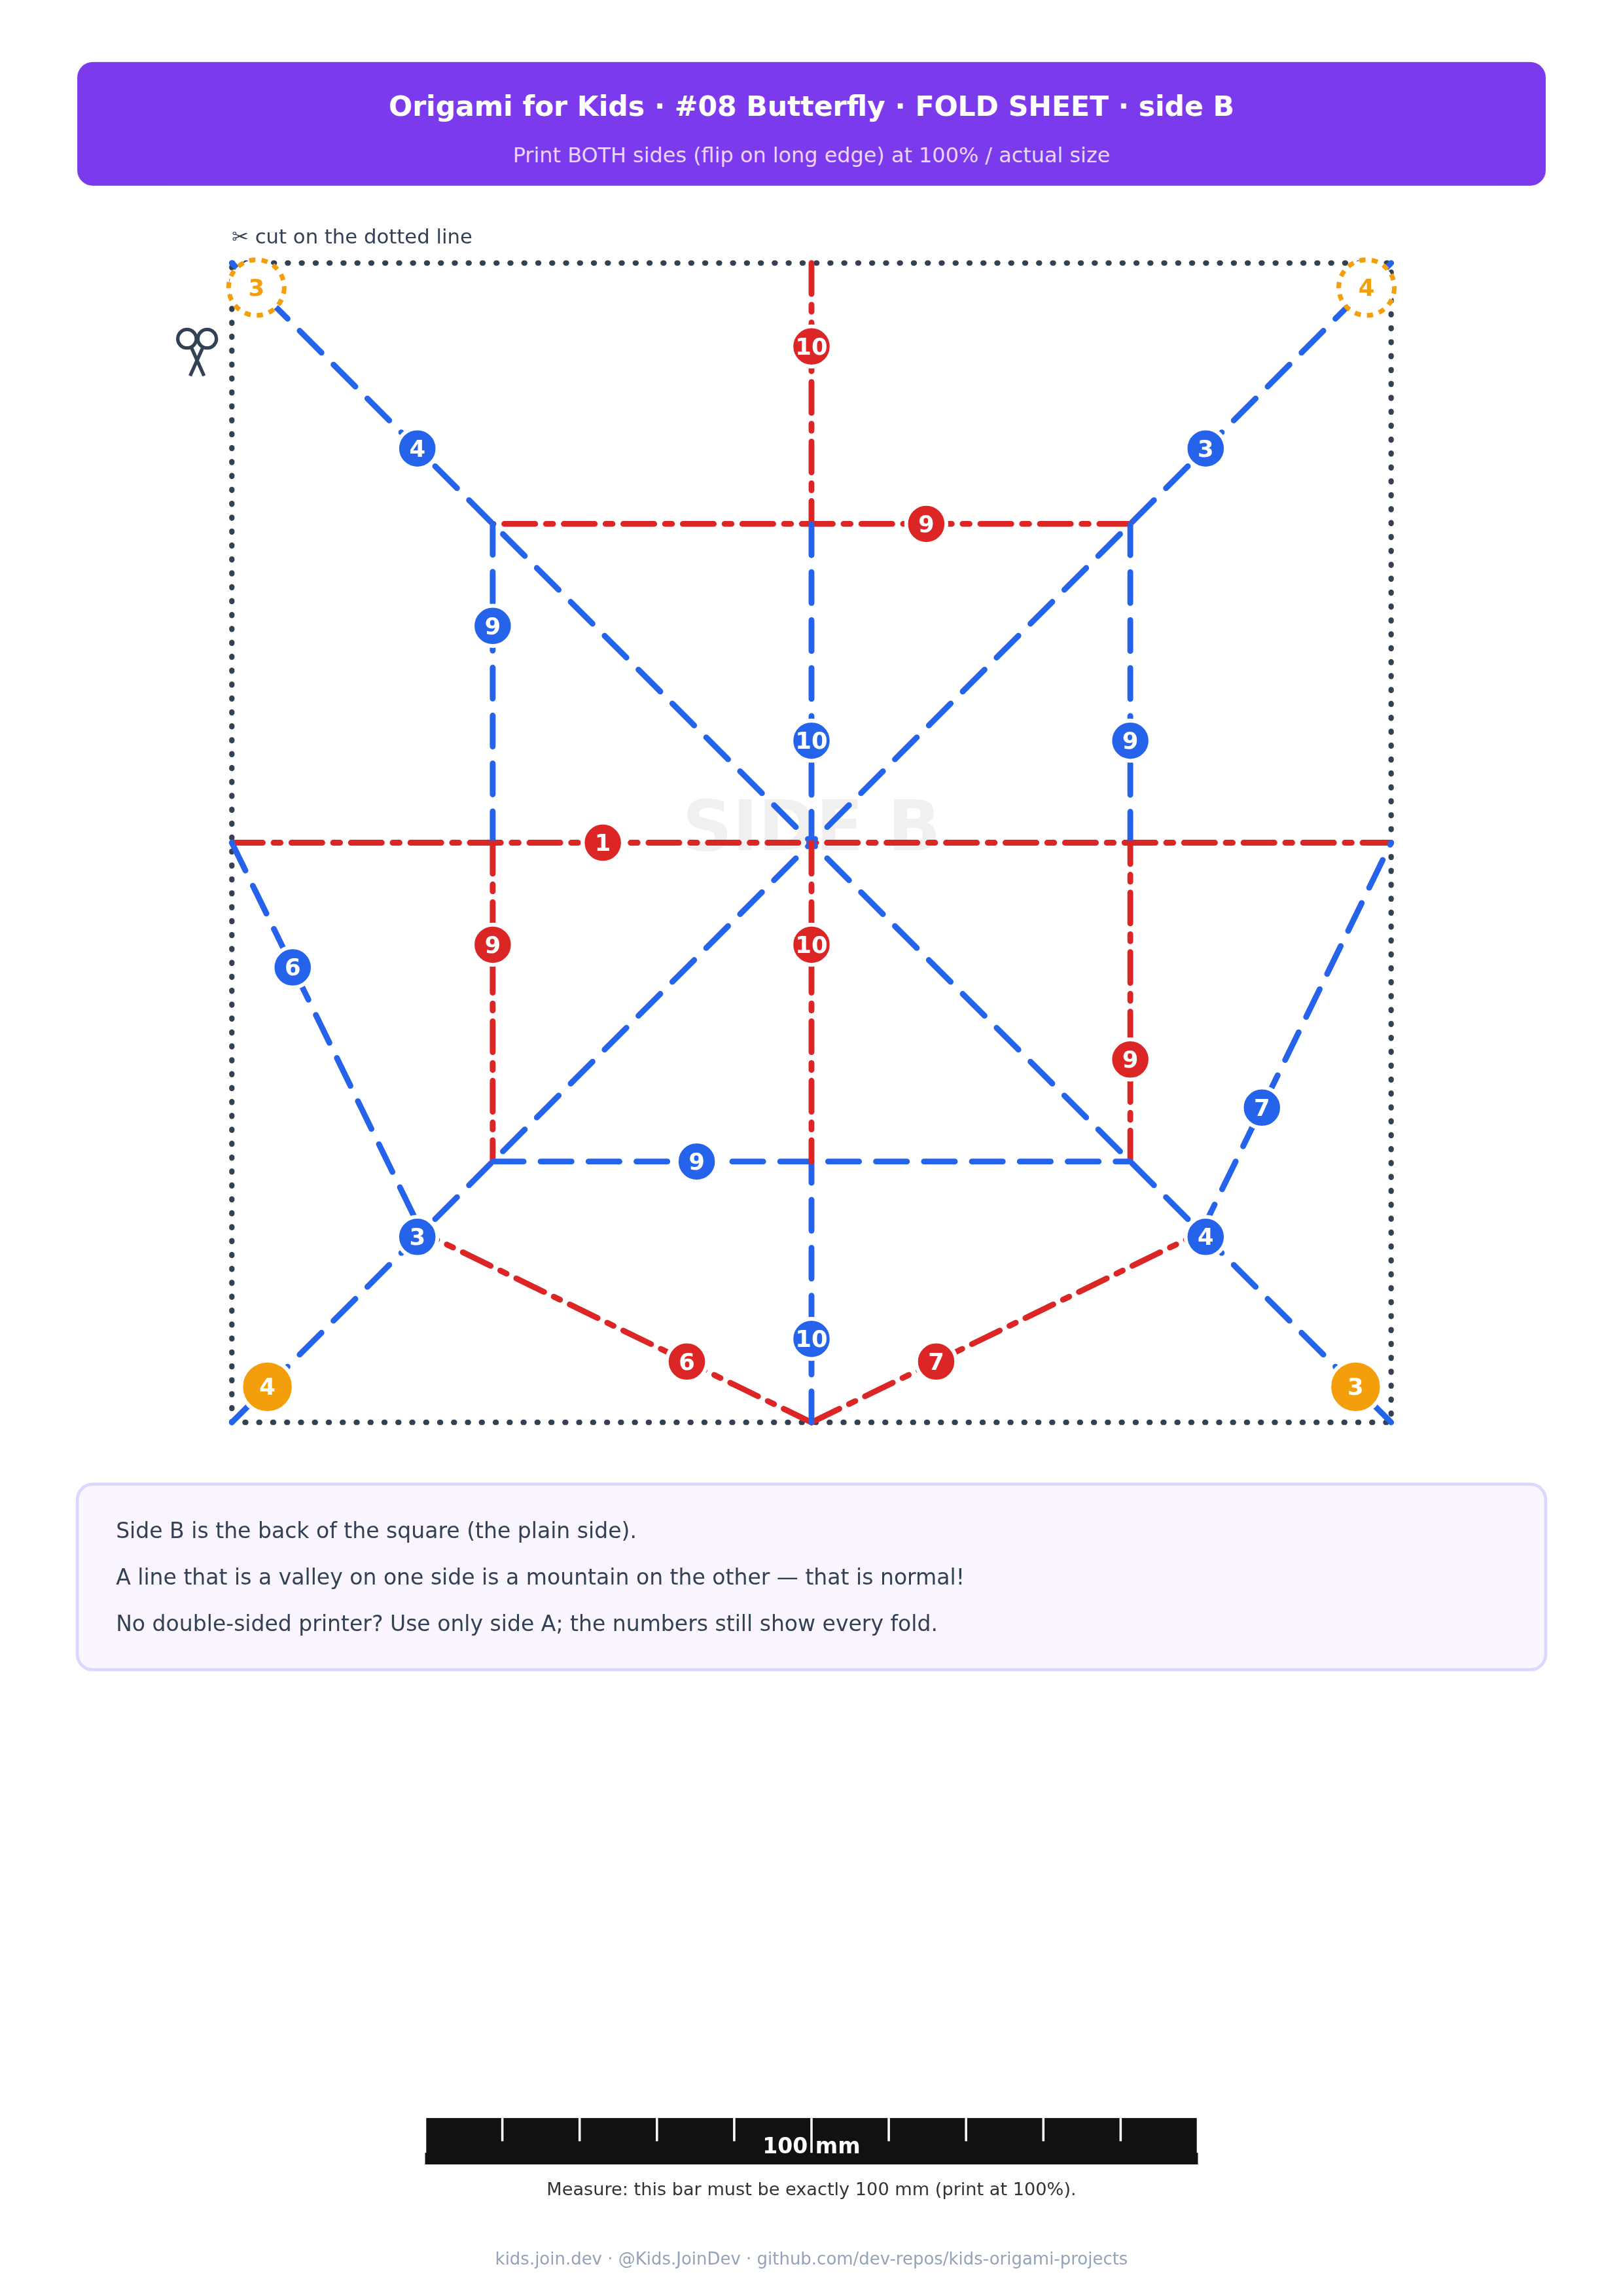 Origami for Kids · #08 Butterfly · FOLD SHEET · side B
Print BOTH sides (flip on long edge) at 100% / actual size
✂ cut on the dotted line
3
4
10
4
3
9
9
10
9
SIDE B
1
9
10
6
9
7
9
3
4
10
6
7
4
3
Side B is the back of the square (the plain side).
A line that is a valley on one side is a mountain on the other — that is normal!
No double-sided printer? Use only side A; the numbers still show every fold.
100 mm
Measure: this bar must be exactly 100 mm (print at 100%).
kids.join.dev · @Kids.JoinDev · github.com/dev-repos/kids-origami-projects